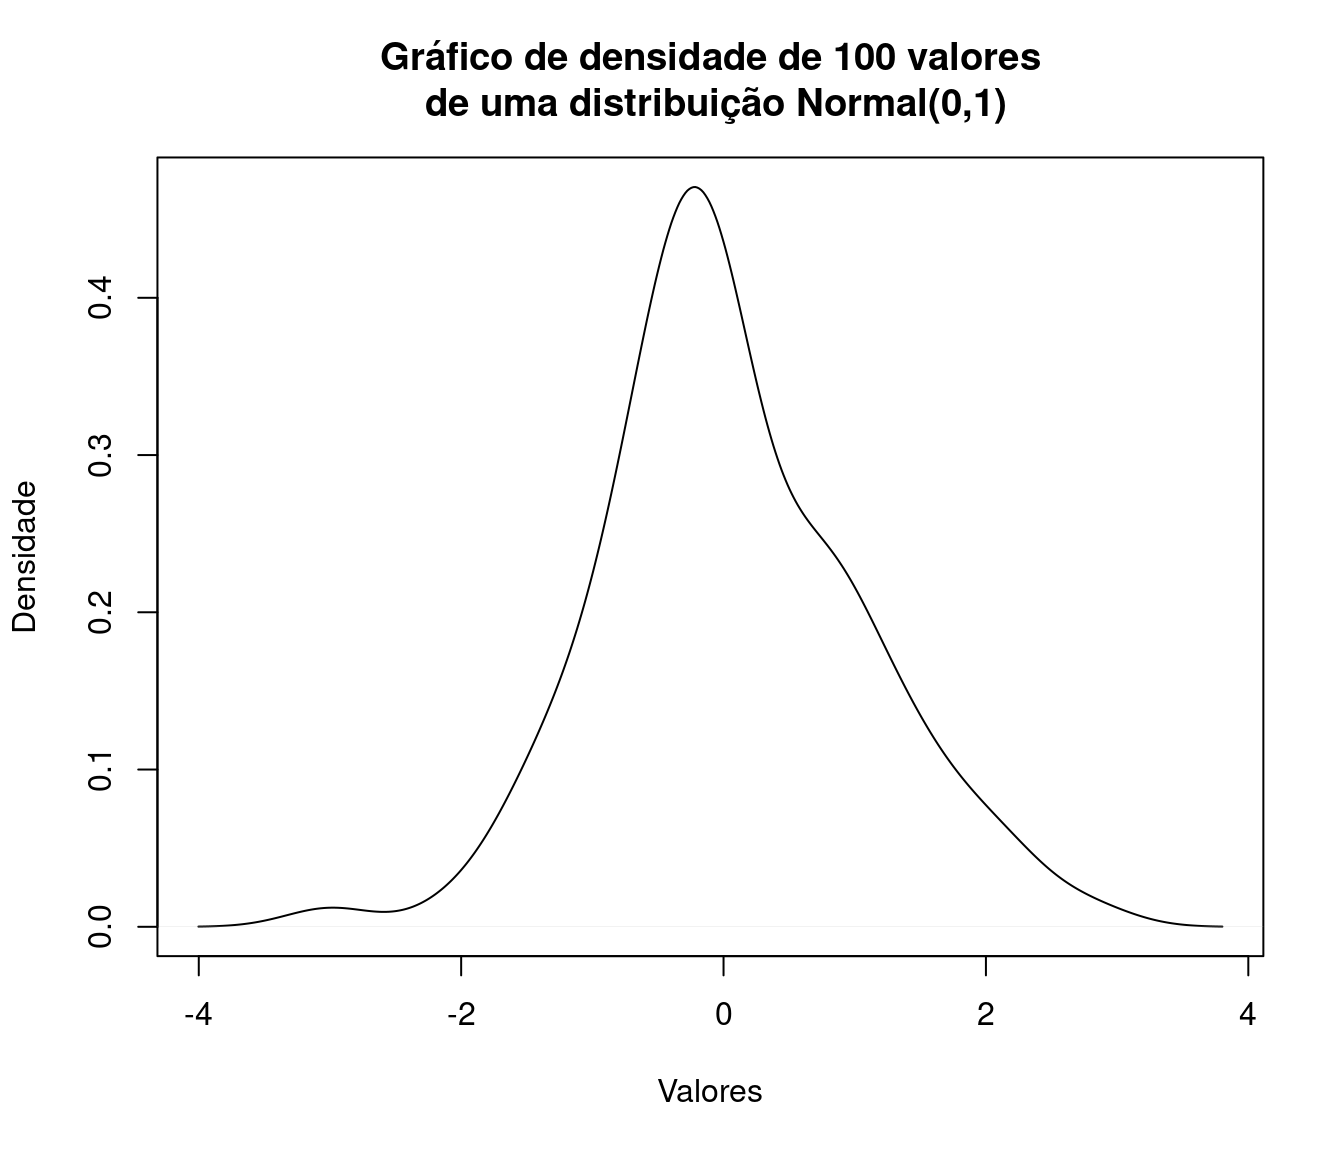 Gráfico de densidade de 100 valores
de uma distribuição Normal(0,1)
Densidade
0.4
0.3
0.2
0.1
0.0
-4
-2
0
2
4
Valores